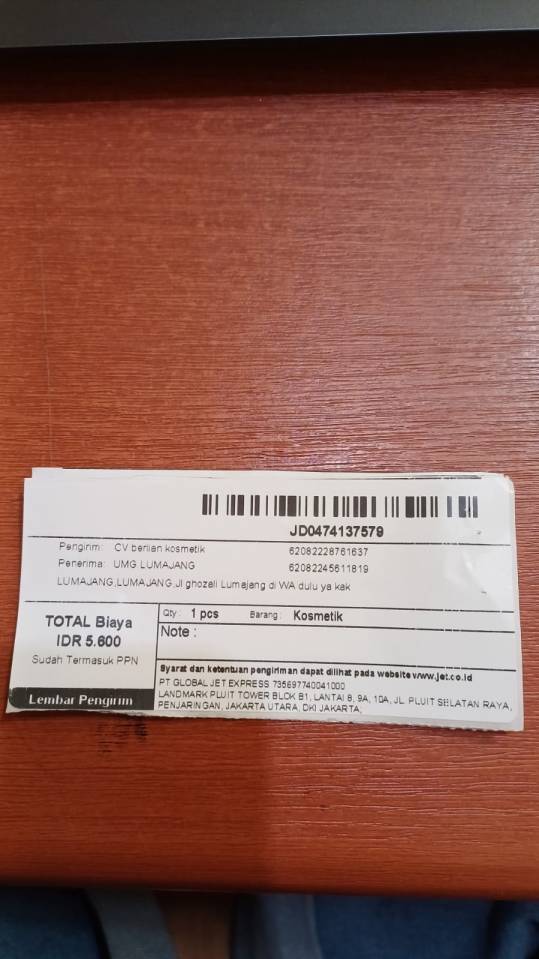 JD0474137579
Pengirim: CV berlian kosmetik 62082228761637
Penerima: UMG LUMAJANG 62082245611819
LUMAJANG,LUMAJANG,Jl ghozali Lumajang di WA dulu ya kak
TOTAL Biaya
IDR 5.600
Sudah Termasuk PPN
Lembar Pengirim
Qty: 1 pcs Barang: Kosmetik
Note :
Syarat dan ketentuan pengiriman dapat dilihat pada website www.jet.co.id
PT GLOBAL JET EXPRESS 735697740041000
LANDMARK PLUIT TOWER BLOK B1, LANTAI 8, 9A, 10A, JL. PLUIT SELATAN RAYA,
PENJARINGAN, JAKARTA UTARA, DKI JAKARTA,